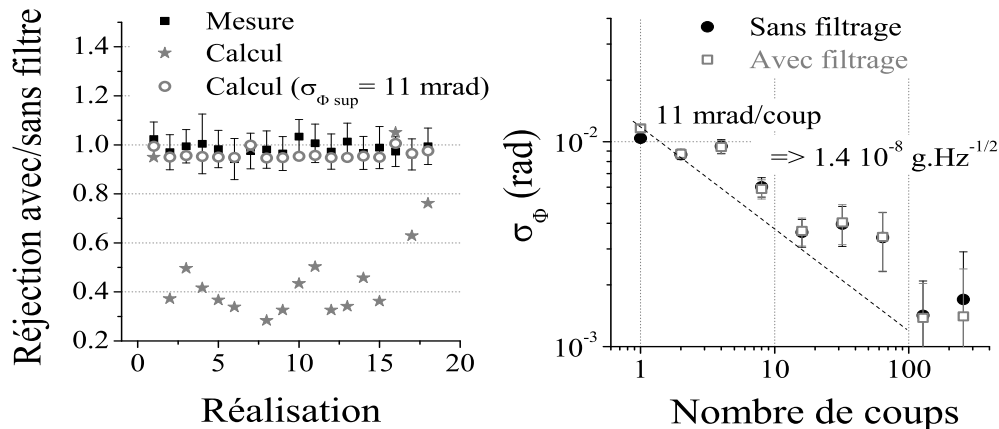 Réjection avec/sans filtre
1.4
1.2
1.0
0.8
0.6
0.4
0.2
Mesure
Calcul
Calcul (σΦ sup = 11 mrad)
0
5
10
15
20
Réalisation
σΦ (rad)
10-2
10-3
Sans filtrage
Avec filtrage
11 mrad/coup
=> 1.4 10-8 g.Hz-1/2
1
10
100
Nombre de coups